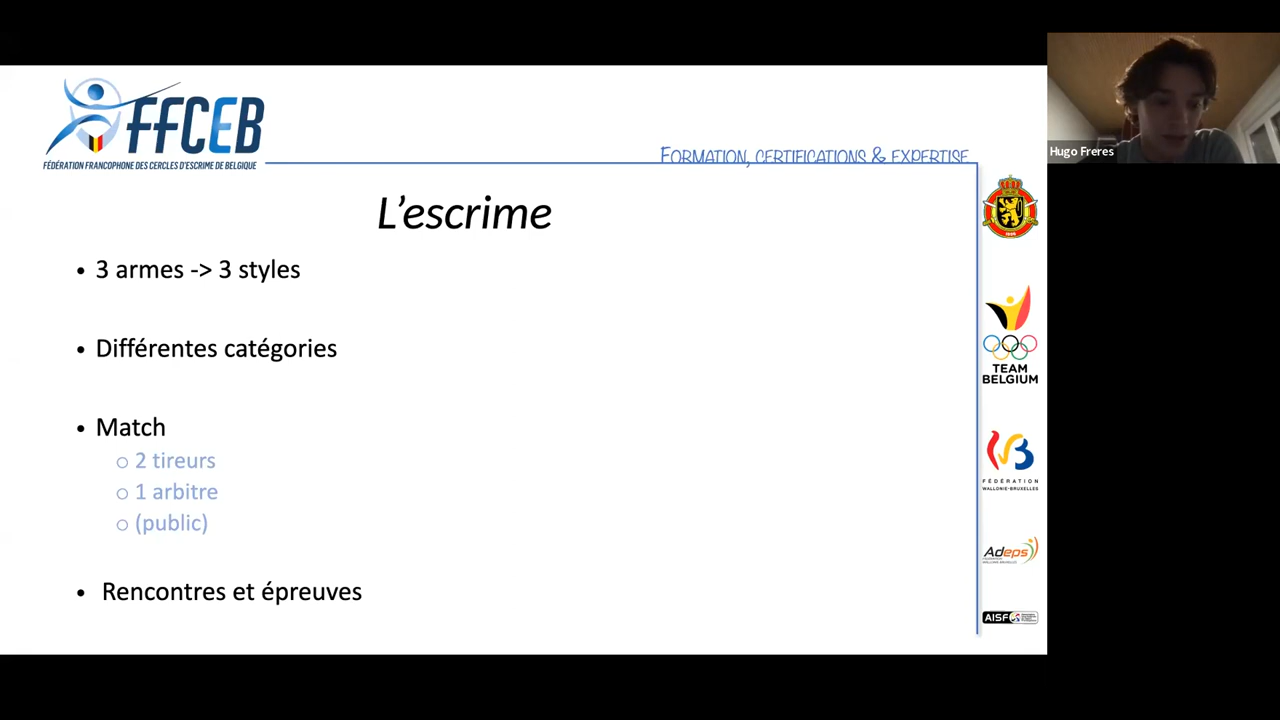 FFCEB
FÉDÉRATION FRANCOPHONE DES CERCLES D'ESCRIME DE BELGIQUE
FORMATION, CERTIFICATIONS & EXPERTISE
Hugo Freres
L'escrime
• 3 armes -> 3 styles
• Différentes catégories
• Match
o 2 tireurs
o 1 arbitre
o (public)
• Rencontres et épreuves
TEAM
BELGIUM
FÉDÉRATION
WALLONIE-BRUXELLES
Adeps
AISF